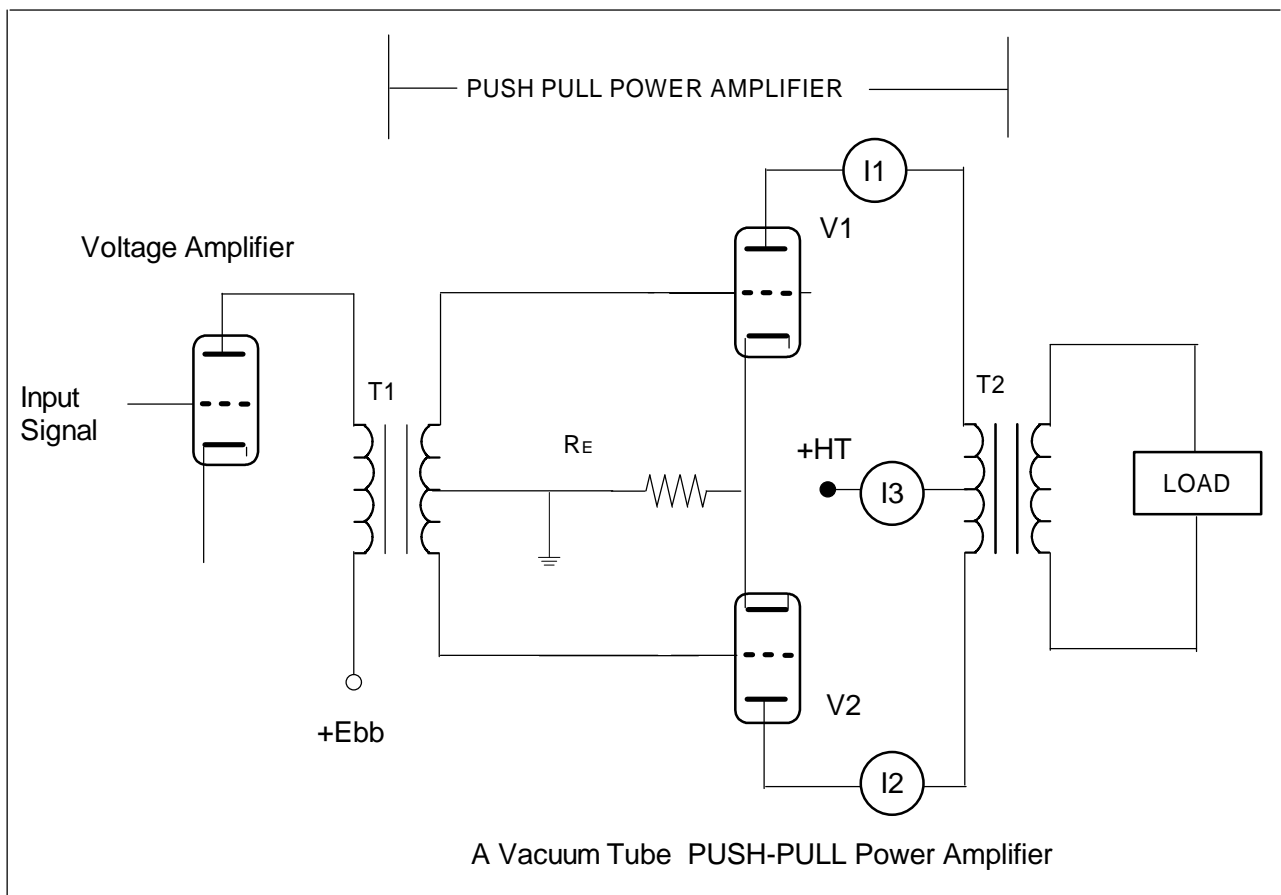 PUSH PULL POWER AMPLIFIER
I1
V1
Voltage Amplifier
T1
T2
Input
Signal
RE
+HT
I3
LOAD
V2
+Ebb
I2
A Vacuum Tube PUSH-PULL Power Amplifier